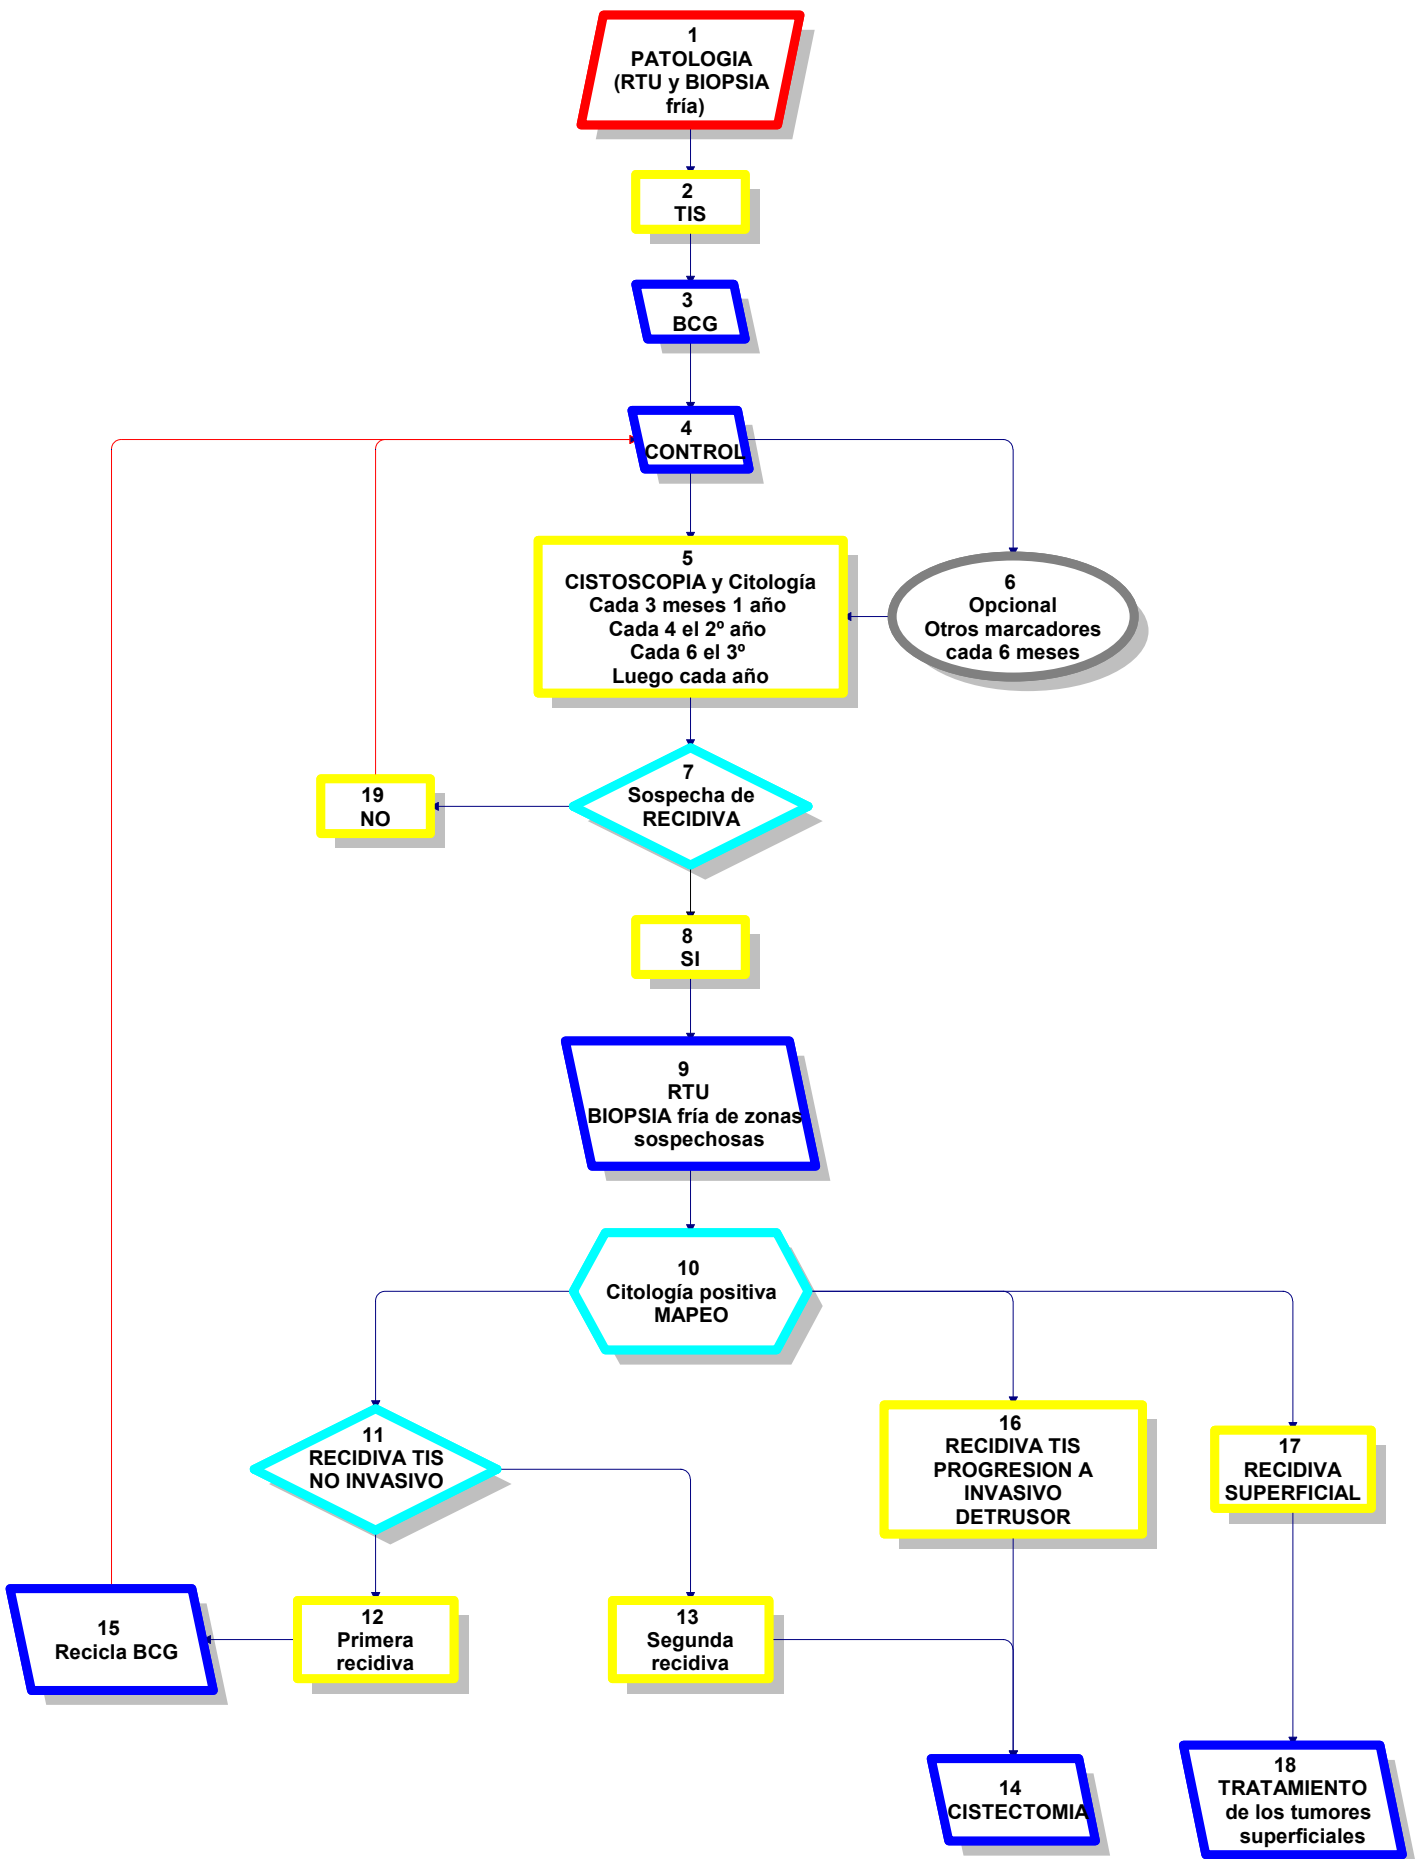 1
PATOLOGIA
(RTU y BIOPSIA
fría)
2
TIS
3
BCG
4
CONTROL
5
CISTOSCOPIA y Citología
Cada 3 meses 1 año
Cada 4 el 2º año
Cada 6 el 3º
Luego cada año
6
Opcional
Otros marcadores
cada 6 meses
7
Sospecha de
RECIDIVA
19
NO
8
SI
9
RTU
BIOPSIA fría de zonas
sospechosas
10
Citología positiva
MAPEO
11
RECIDIVA TIS
NO INVASIVO
16
RECIDIVA TIS
PROGRESION A
INVASIVO
DETRUSOR
17
RECIDIVA
SUPERFICIAL
15
Recicla BCG
12
Primera
recidiva
13
Segunda
recidiva
14
CISTECTOMIA
18
TRATAMIENTO
de los tumores
superficiales